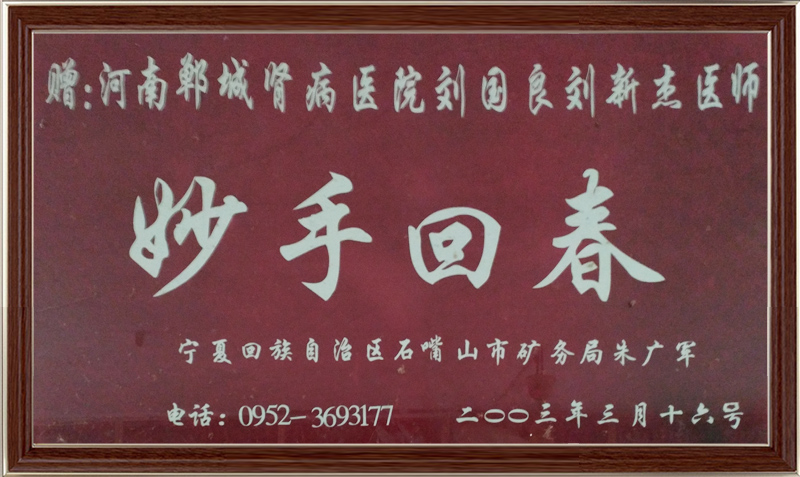 赠:河南郸城肾病医院刘国良刘新杰医师
妙手回春
宁夏回族自治区石嘴山市矿务局朱广军
电话:0952-3693177 二〇〇三年三月十六号